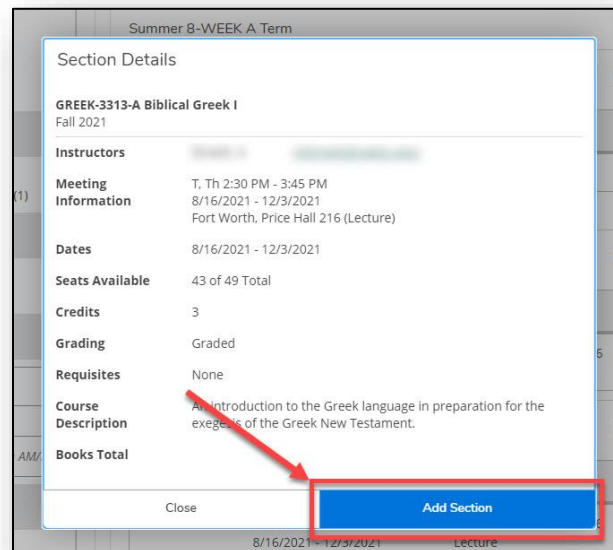 Summer 8-WEEK A Term
Section Details
GREEK-3313-A Biblical Greek I
Fall 2021
Instructors
Meeting Information
T, Th 2:30 PM - 3:45 PM
8/16/2021 - 12/3/2021
Fort Worth, Price Hall 216 (Lecture)
Dates
8/16/2021 - 12/3/2021
Seats Available
43 of 49 Total
Credits
3
Grading
Graded
Requisites
None
Course Description
An introduction to the Greek language in preparation for the
exegesis of the Greek New Testament.
Books Total
Close
Add Section
(1)
AM/
5
6
8/16/2021 - 12/3/2021
Lecture